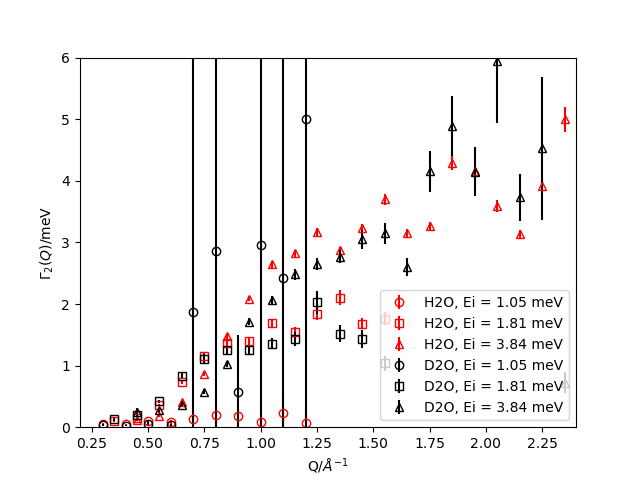 6
5
4
3
2
1
0
Γ₂(Q)/meV
H2O, Ei = 1.05 meV
H2O, Ei = 1.81 meV
H2O, Ei = 3.84 meV
D2O, Ei = 1.05 meV
D2O, Ei = 1.81 meV
D2O, Ei = 3.84 meV
0.25 0.50 0.75 1.00 1.25 1.50 1.75 2.00 2.25
Q/Å⁻¹